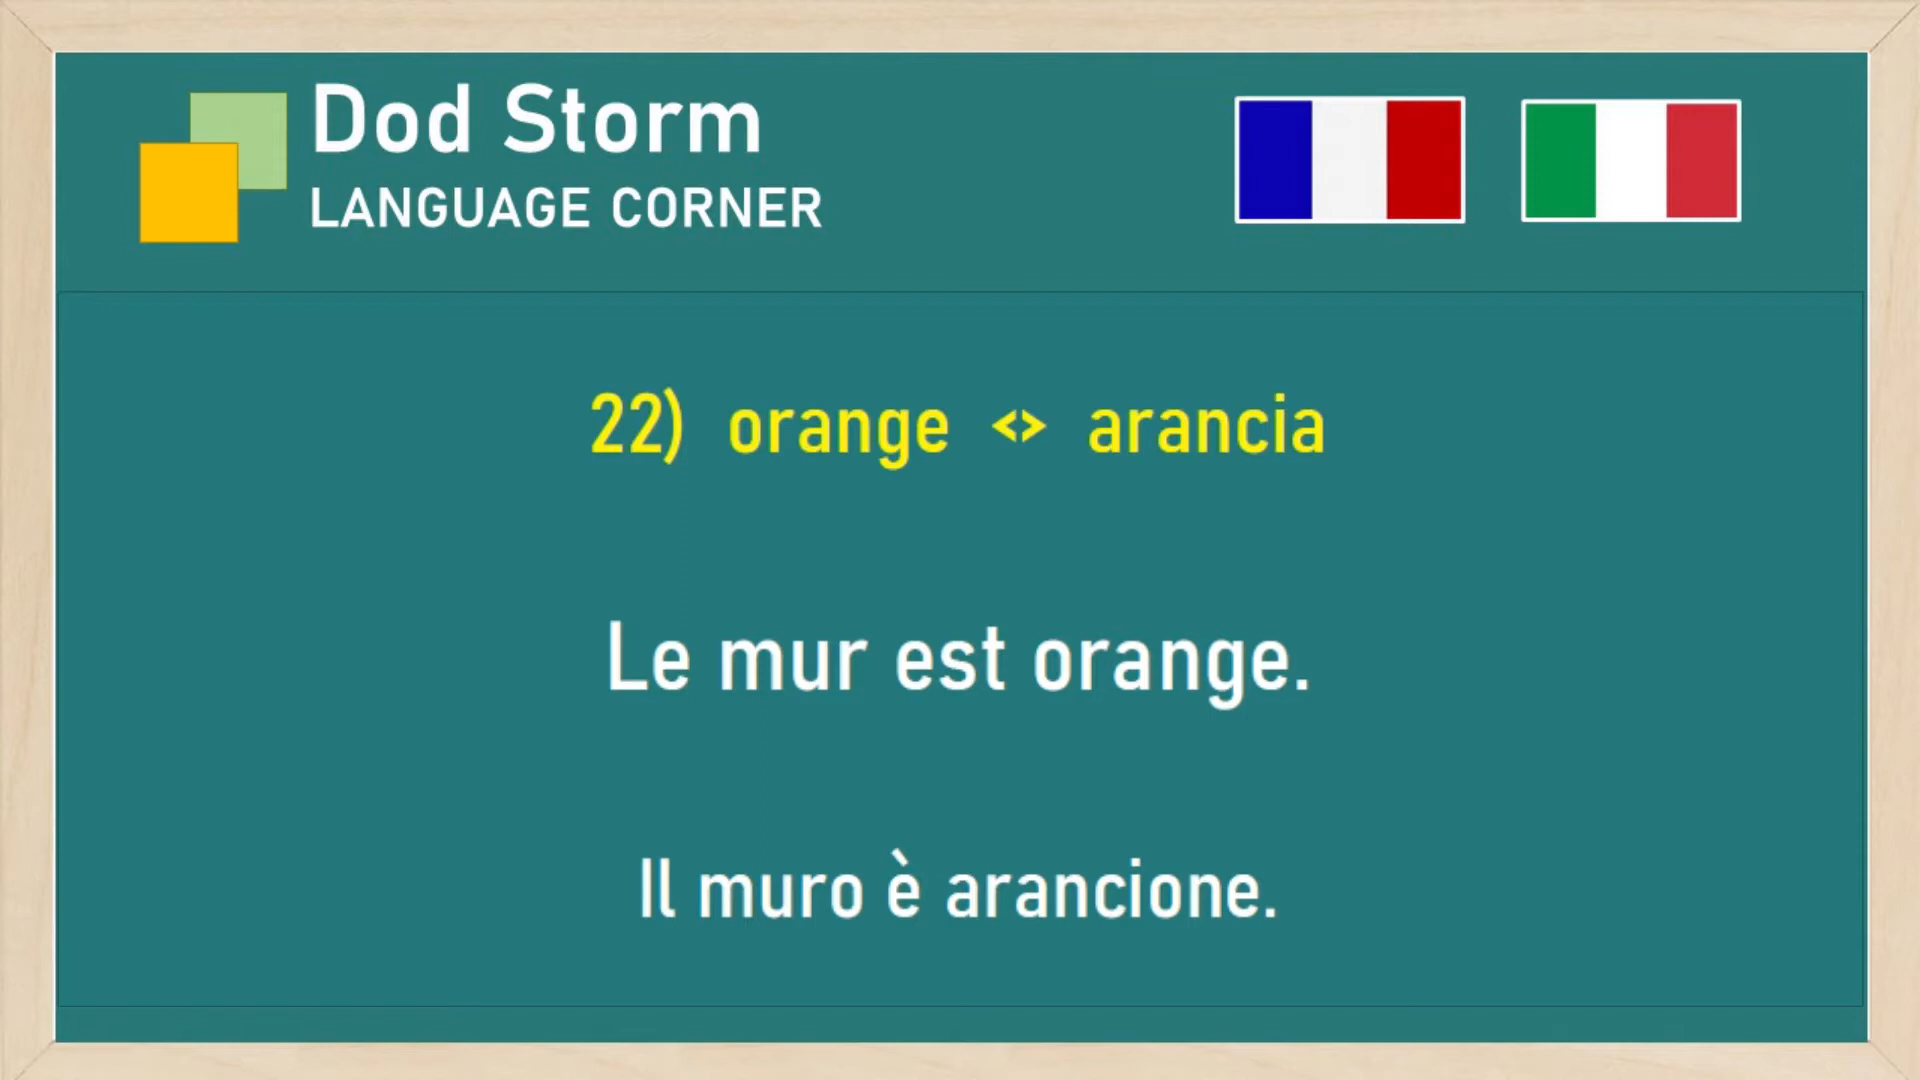 Dod Storm
LANGUAGE CORNER
22) orange <> arancia
Le mur est orange.
Il muro è arancione.